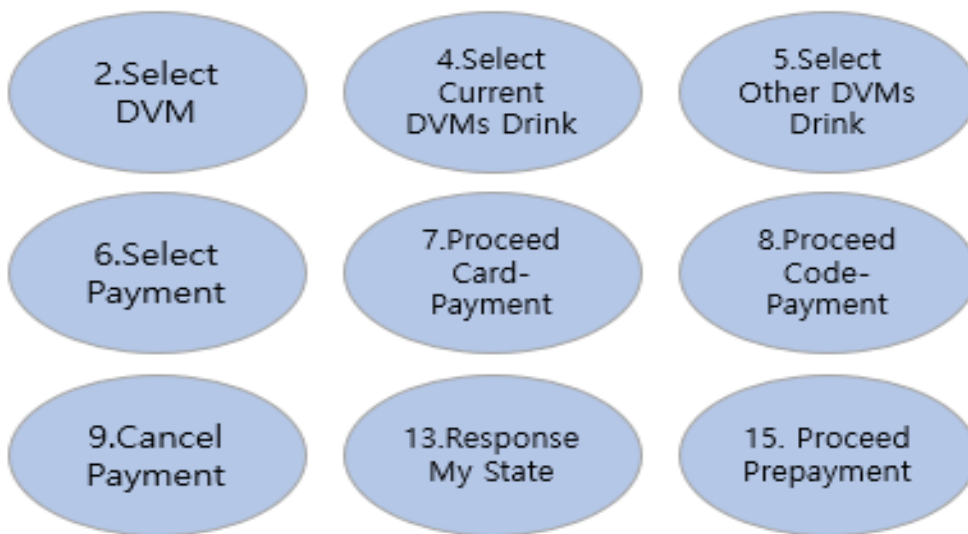 2.Select
DVM
4.Select
Current
DVMs Drink
5.Select
Other DVMs
Drink
6.Select
Payment
7.Proceed
Card-
Payment
8.Proceed
Code-
Payment
9.Cancel
Payment
13.Response
My State
15. Proceed
Prepayment